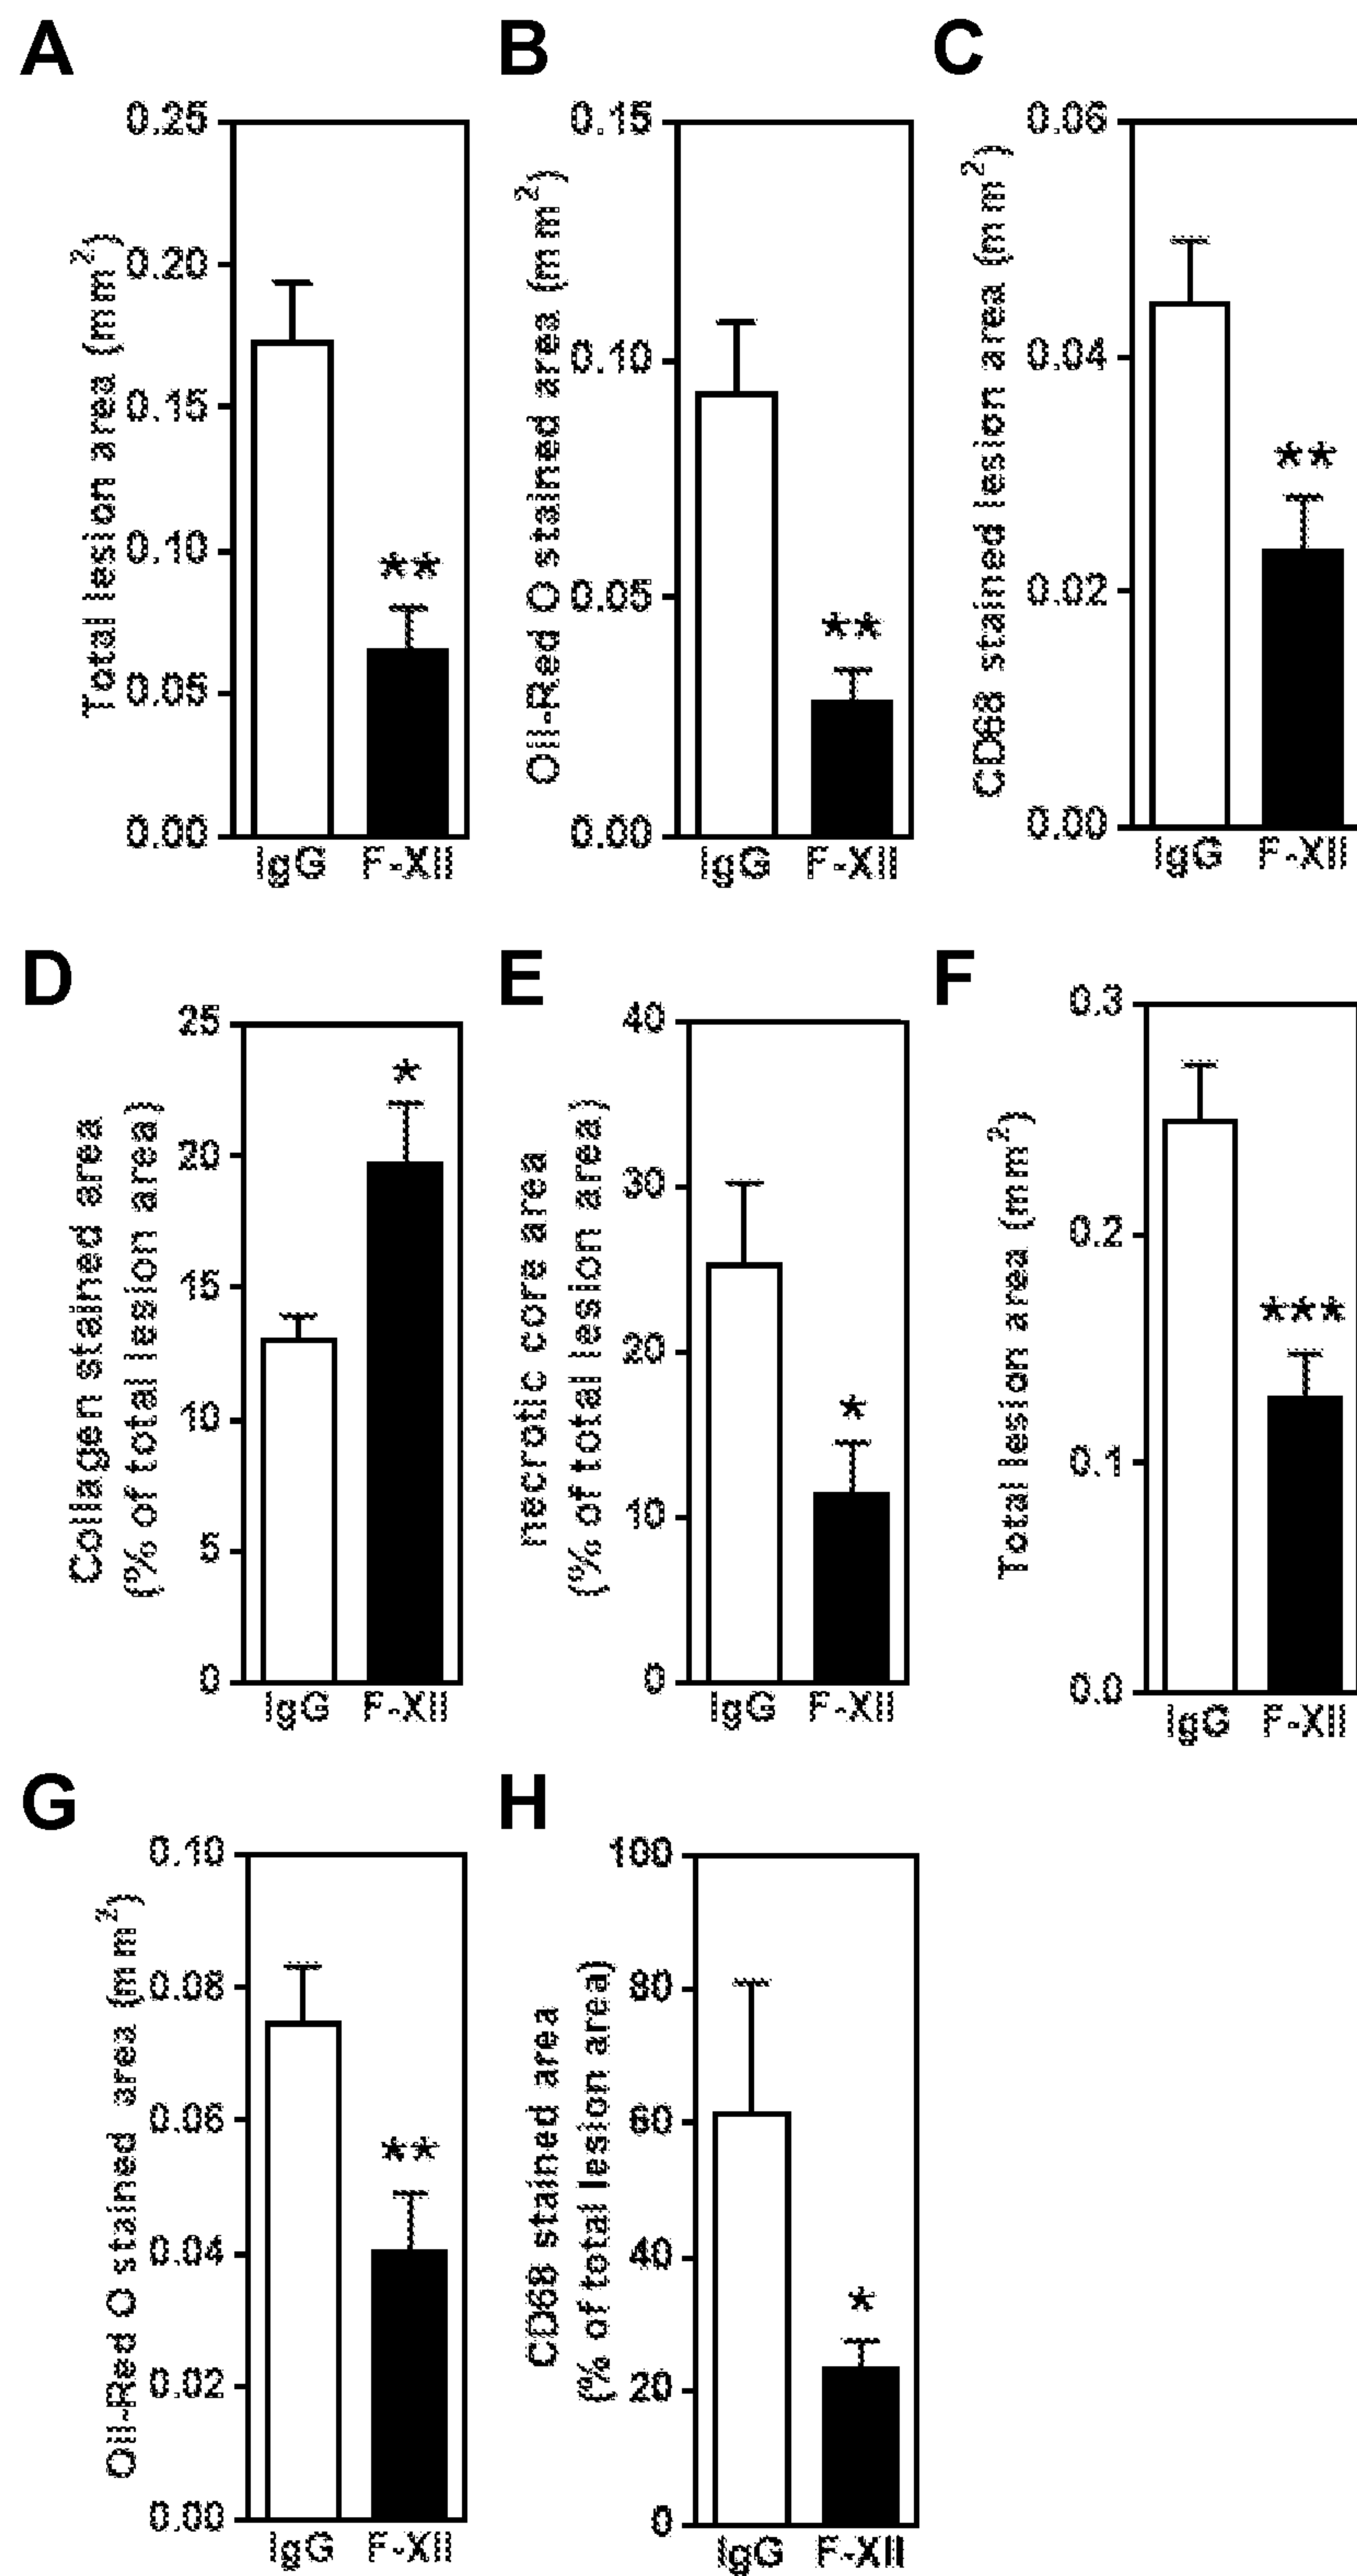 A
Total lesion area (mm²)
0.25
0.20
0.15
0.10
0.05
0.00
**
IgG F-XII
B
Oil-Red O stained area (mm²)
0.15
0.10
0.05
0.00
**
IgG F-XII
C
CD68 stained lesion area (mm²)
0.06
0.04
0.02
0.00
**
IgG F-XII
D
Collagen stained area
(% of total lesion area)
25
20
15
10
5
0
*
IgG F-XII
E
necrotic core area
(% of total lesion area)
40
30
20
10
0
*
IgG F-XII
F
Total lesion area (mm²)
0.3
0.2
0.1
0.0
***
IgG F-XII
G
Oil-Red O stained area (mm²)
0.10
0.08
0.06
0.04
0.02
0.00
**
IgG F-XII
H
CD68 stained area
(% of total lesion area)
100
80
60
40
20
0
*
IgG F-XII